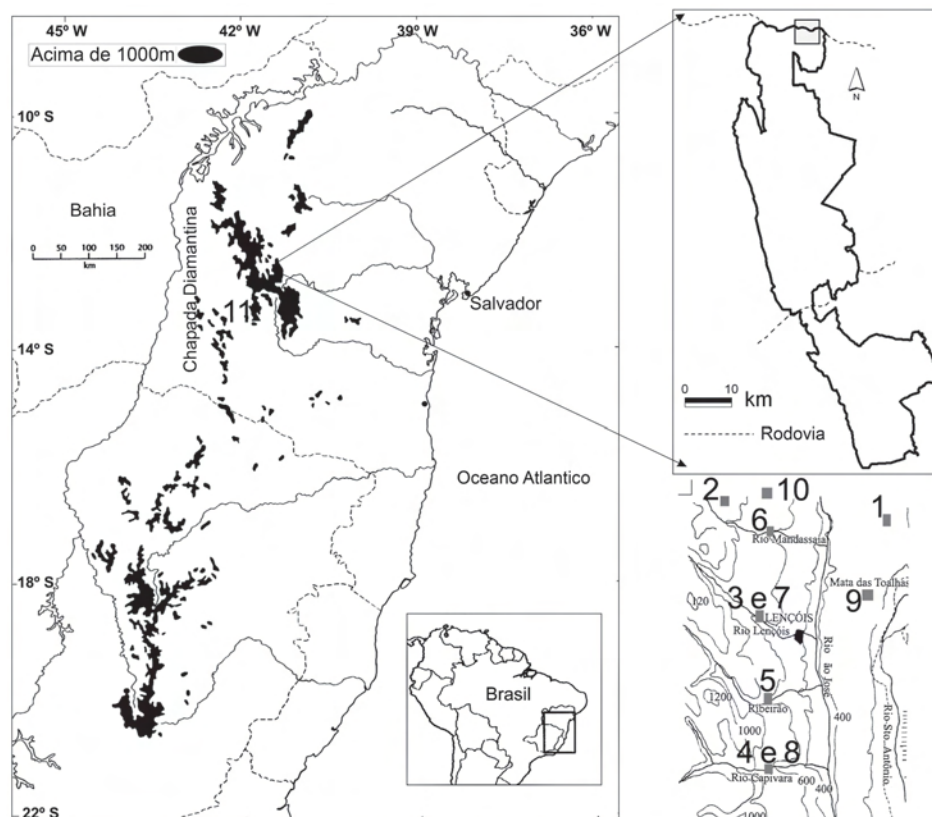 45º W
42º W
39º W
36º W
Acima de 1000m
10º S
Bahia
0 50 100 150 200
km
Chapada Diamantina
11
Salvador
14º S
Oceano Atlantico
18º S
Brasil
22º S
N
0 10
km
Rodovia
2
10
1
6
Rio Mandassaia
Mata das Toalhas
9
120
3 e 7
LENÇÓIS
Rio Lençóis
Rio ão José
5
Ribeirão
1200
1000
400
Rio Sto. Antônio
4 e 8
Rio Capivara
600
400
1000